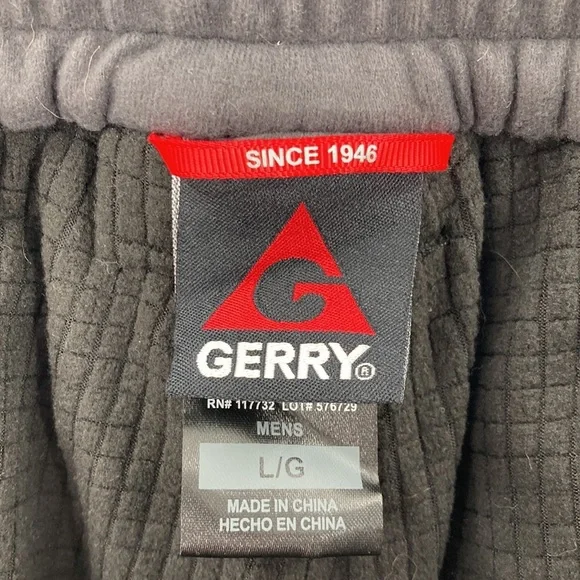 SINCE 1946
G
GERRY®
RN# 117732 LOT# 576729
MENS
L/G
MADE IN CHINA
HECHO EN CHINA